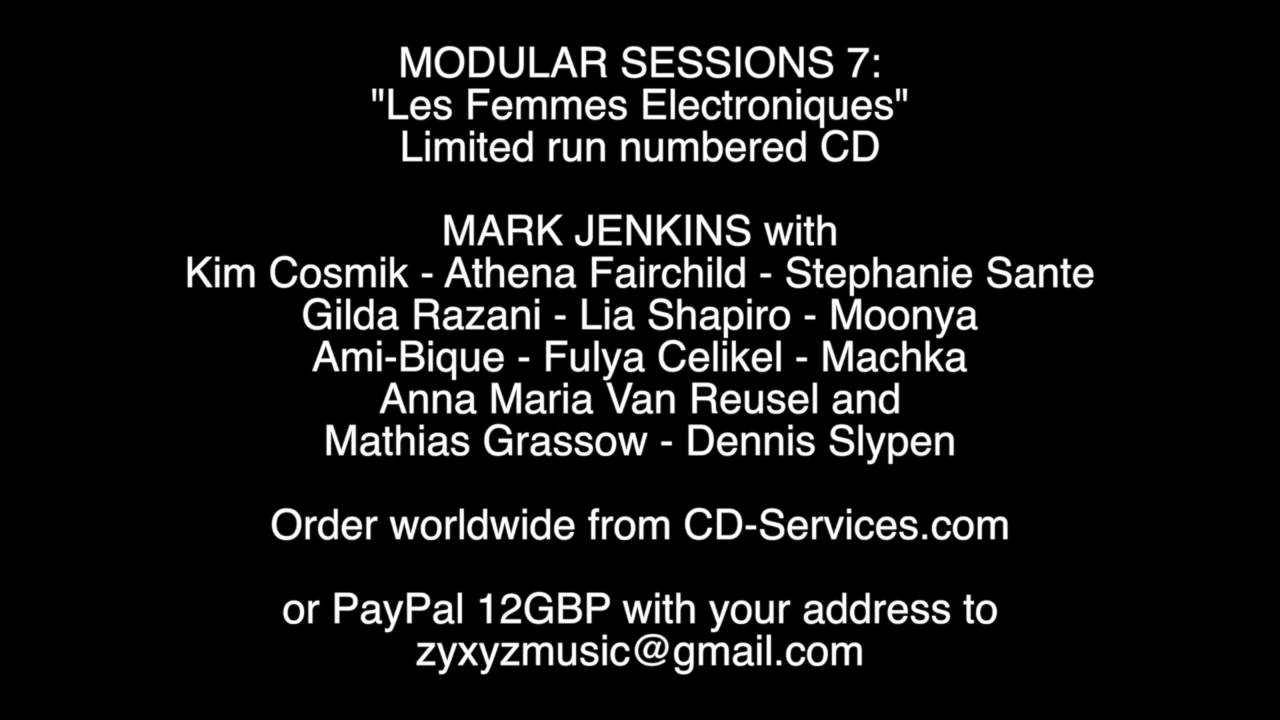 MODULAR SESSIONS 7:
"Les Femmes Electroniques"
Limited run numbered CD
MARK JENKINS with
Kim Cosmik - Athena Fairchild - Stephanie Sante
Gilda Razani - Lia Shapiro - Moonya
Ami-Bique - Fulya Celikel - Machka
Anna Maria Van Reusel and
Mathias Grassow - Dennis Slypen
Order worldwide from CD-Services.com
or PayPal 12GBP with your address to
zyxyzmusic@gmail.com